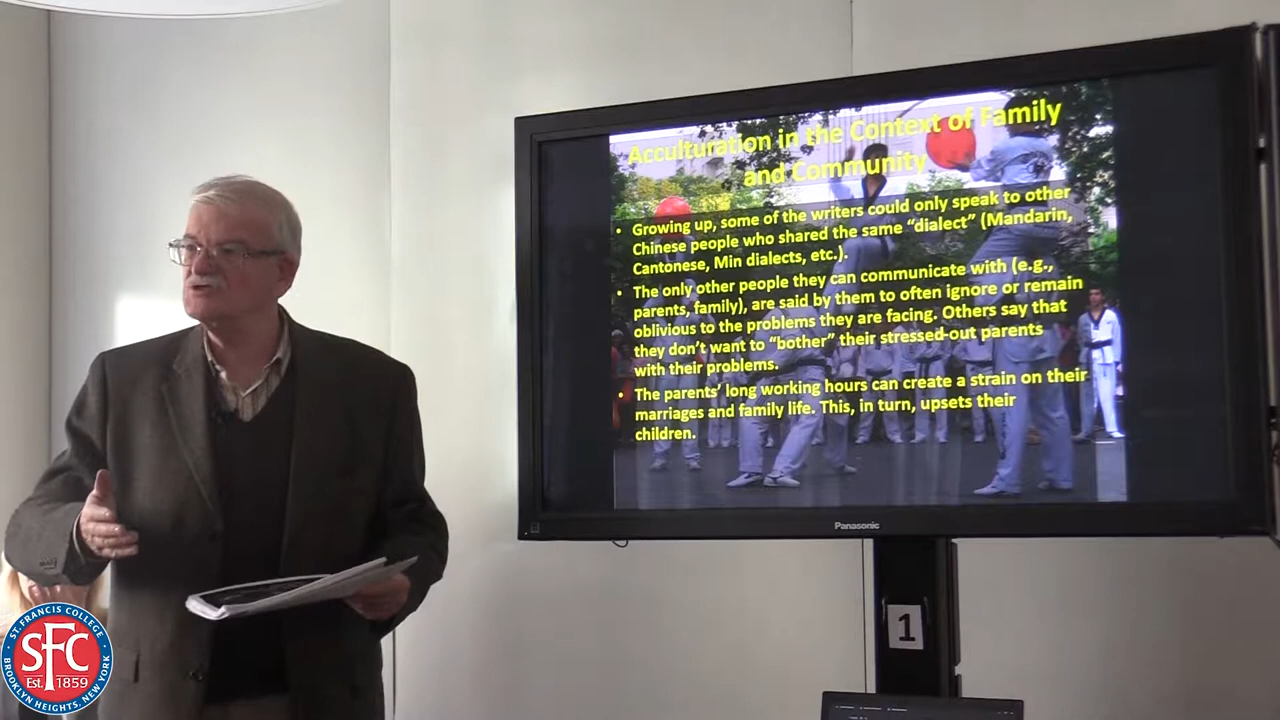 Acculturation in the Context of Family
and Community
• Growing up, some of the writers could only speak to other
Chinese people who shared the same “dialect” (Mandarin,
Cantonese, Min dialects, etc.).
• The only other people they can communicate with (e.g.,
parents, family), are said by them to often ignore or remain
oblivious to the problems they are facing. Others say that
they don’t want to “bother” their stressed-out parents
with their problems.
• The parents’ long working hours can create a strain on their
marriages and family life. This, in turn, upsets their
children.
Panasonic
1
ST. FRANCIS COLLEGE
SFC
Est. 1859
BROOKLYN HEIGHTS, NEW YORK